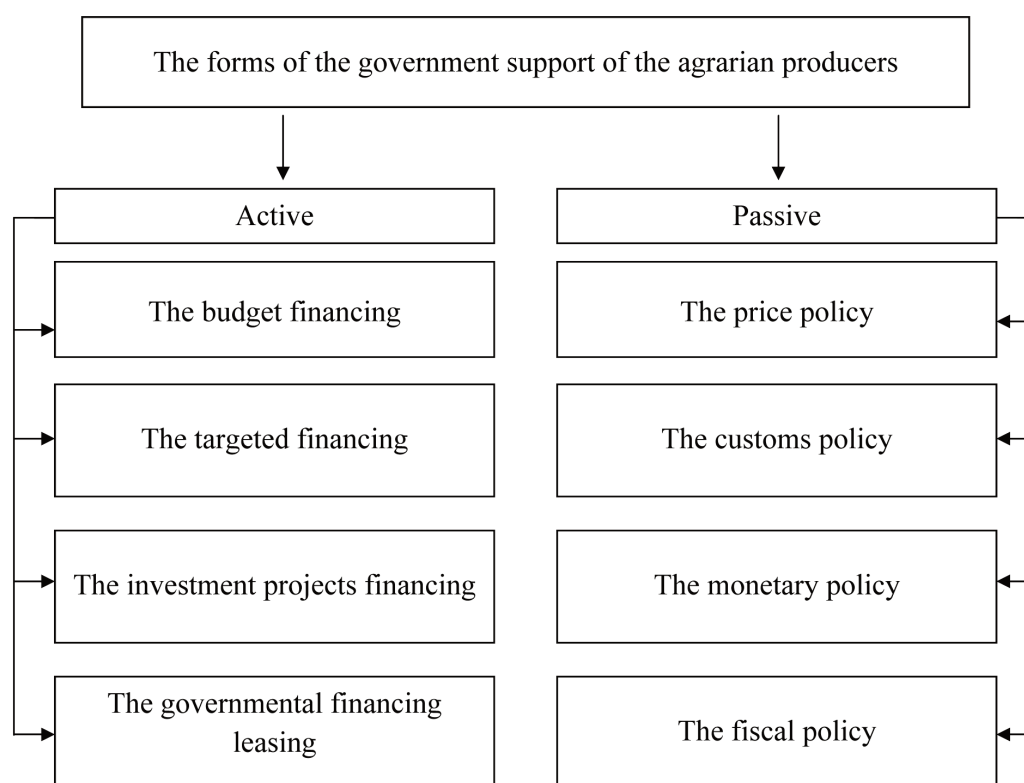 The forms of the government support of the agrarian producers
Active
Passive
The budget financing
The price policy
The targeted financing
The customs policy
The investment projects financing
The monetary policy
The governmental financing
leasing
The fiscal policy